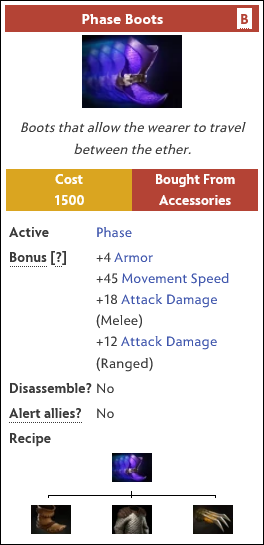 Phase Boots B
Boots that allow the wearer to travel
between the ether.
Cost
1500
Bought From
Accessories
Active Phase
Bonus [?] +4 Armor
+45 Movement Speed
+18 Attack Damage
(Melee)
+12 Attack Damage
(Ranged)
Disassemble? No
Alert allies? No
Recipe